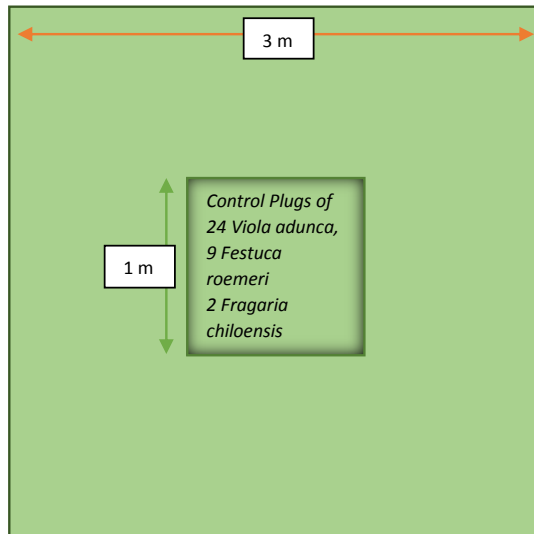 3 m
Control Plugs of
24 Viola adunca,
9 Festuca
roemeri
2 Fragaria
chiloensis
1 m